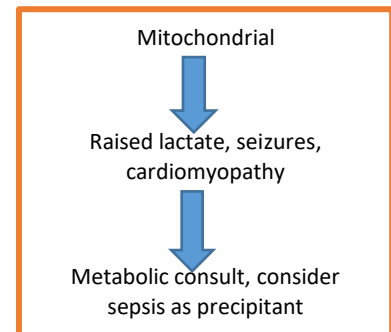 Mitochondrial
Raised lactate, seizures,
cardiomyopathy
Metabolic consult, consider
sepsis as precipitant